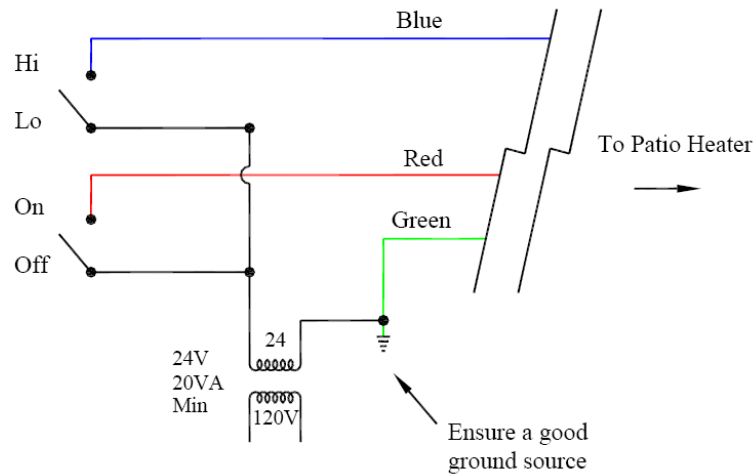 Blue
Hi
Lo
To Patio Heater
Red
On
Green
Off
24
24V
20VA
Min
120V
Ensure a good
ground source